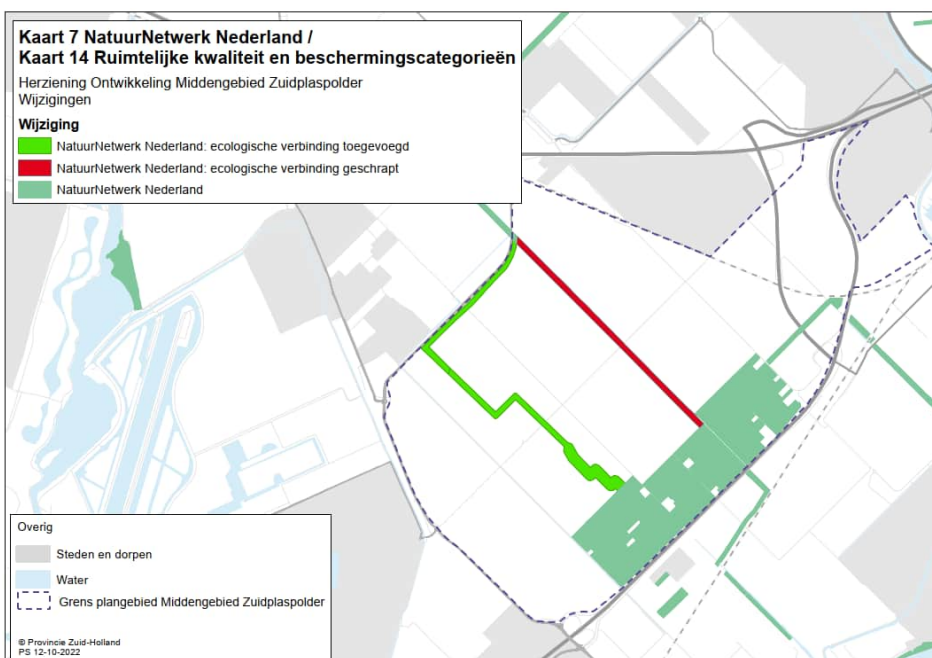 Kaart 7 NatuurNetwerk Nederland /
Kaart 14 Ruimtelijke kwaliteit en beschermingscategorieën
Herziening Ontwikkeling Middengebied Zuidplaspolder
Wijzigingen
Wijziging
NatuurNetwerk Nederland: ecologische verbinding toegevoegd
NatuurNetwerk Nederland: ecologische verbinding geschrapt
NatuurNetwerk Nederland
Overig
Steden en dorpen
Water
Grens plangebied Middengebied Zuidplaspolder
© Provincie Zuid-Holland
PS 12-10-2022